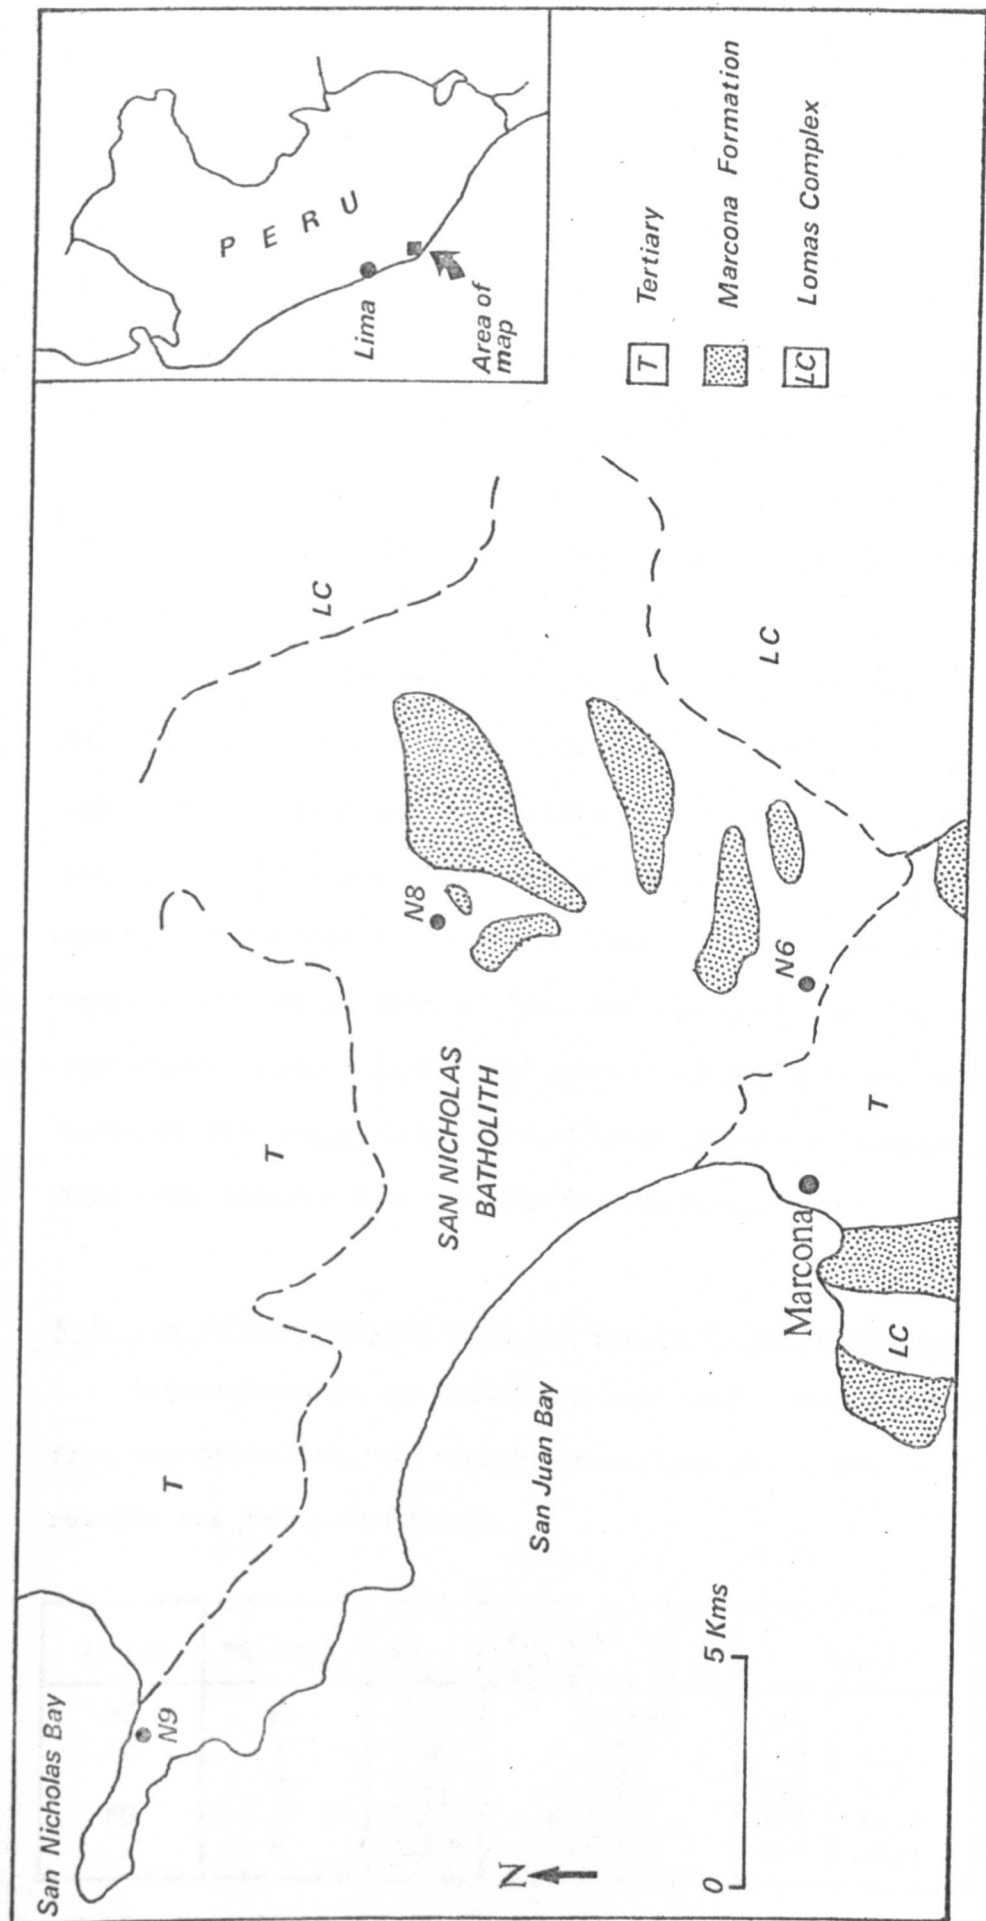 San Nicholas Bay
N9
T
T
LC
SAN NICHOLAS
BATHOLITH
N8
San Juan Bay
N6
LC
Marcona
T
LC
N
0
5 Kms
PERU
Lima
Area of
map
T Tertiary
Marcona Formation
LC Lomas Complex